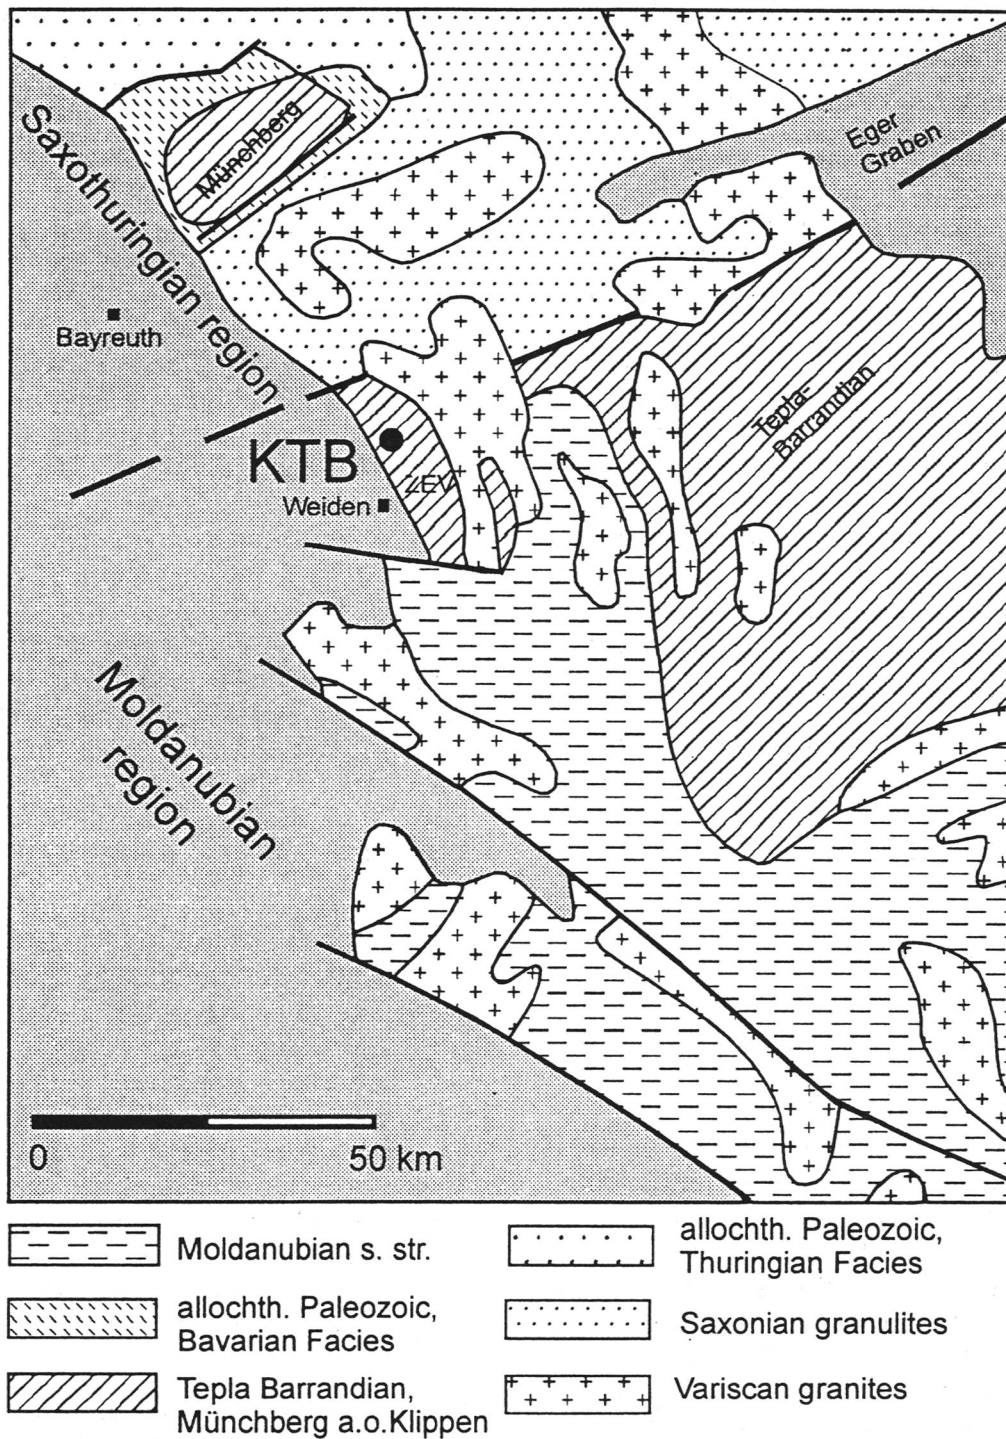 Münchberg
Eger
Graben
Saxothuringian region
Bayreuth
Tepla-
Barrandian
KTB
ZEV
Weiden
Moldanubian
region
0 50 km
Moldanubian s. str.
allochth. Paleozoic,
Bavarian Facies
Tepla Barrandian,
Münchberg a.o.Klippen
allochth. Paleozoic,
Thuringian Facies
Saxonian granulites
Variscan granites